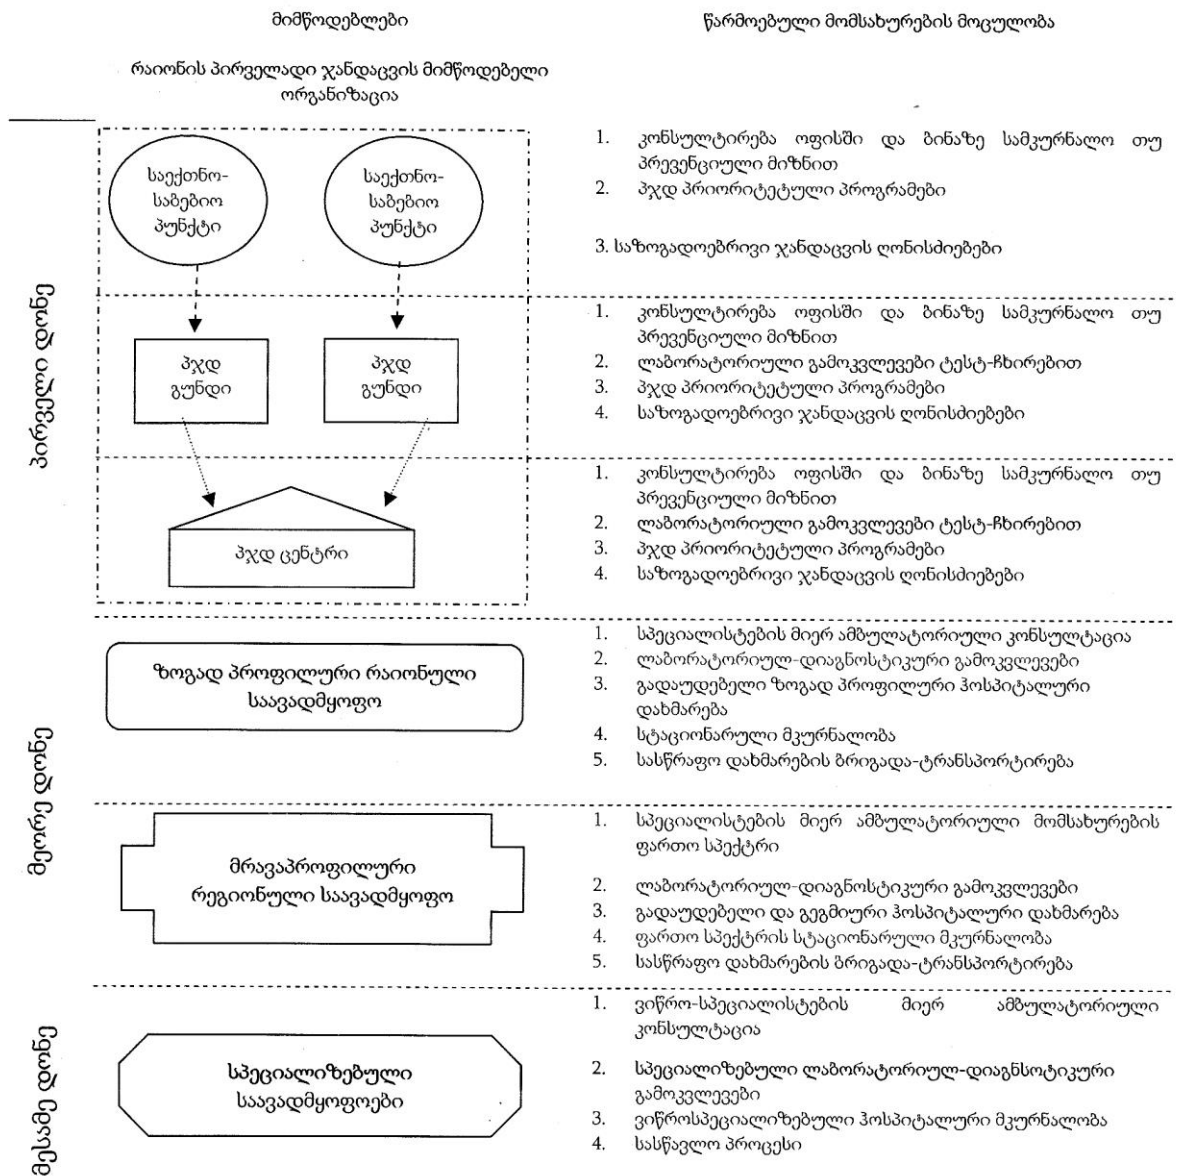 მიმწოდებლები
წარმოებული მომსახურების მოცულობა
რაიონის პირველადი ჯანდაცვის მიმწოდებელი
ორგანიზაცია
პირველი დონე
საექთნო-
საბებიო
პუნქტი
საექთნო-
საბებიო
პუნქტი
1. კონსულტირება ოფისში და ბინაზე სამკურნალო თუ
პრევენციული მიზნით
2. პჯდ პრიორიტეტული პროგრამები
3. საზოგადოებრივი ჯანდაცვის ღონისძიებები
პჯდ
გუნდი
პჯდ
გუნდი
1. კონსულტირება ოფისში და ბინაზე სამკურნალო თუ
პრევენციული მიზნით
2. ლაბორატორიული გამოკვლევები ტესტ-ჩხირებით
3. პჯდ პრიორიტეტული პროგრამები
4. საზოგადოებრივი ჯანდაცვის ღონისძიებები
პჯდ ცენტრი
1. კონსულტირება ოფისში და ბინაზე სამკურნალო თუ
პრევენციული მიზნით
2. ლაბორატორიული გამოკვლევები ტესტ-ჩხირებით
3. პჯდ პრიორიტეტული პროგრამები
4. საზოგადოებრივი ჯანდაცვის ღონისძიებები
მეორე დონე
ზოგად პროფილური რაიონული
საავადმყოფო
1. სპეციალისტების მიერ ამბულატორიული კონსულტაცია
2. ლაბორატორიულ-დიაგნოსტიკური გამოკვლევები
3. გადაუდებელი ზოგად პროფილური ჰოსპიტალური
დახმარება
4. სტაციონარული მკურნალობა
5. სასწრაფო დახმარების ბრიგადა-ტრანსპორტირება
მრავაპროფილური
რეგიონული საავადმყოფო
1. სპეციალისტების მიერ ამბულატორიული მომსახურების
ფართო სპექტრი
2. ლაბორატორიულ-დიაგნოსტიკური გამოკვლევები
3. გადაუდებელი და გეგმიური ჰოსპიტალური დახმარება
4. ფართო სპექტრის სტაციონარული მკურნალობა
5. სასწრაფო დახმარების ბრიგადა-ტრანსპორტირება
მესამე დონე
სპეციალიზებული
საავადმყოფოები
1. ვიწრო-სპეციალისტების მიერ ამბულატორიული
კონსულტაცია
2. სპეციალიზებული ლაბორატორიულ-დიაგნსოტიკური
გამოკვლევები
3. ვიწროსპეციალიზებული ჰოსპიტალური მკურნალობა
4. სასწავლო პროცესი